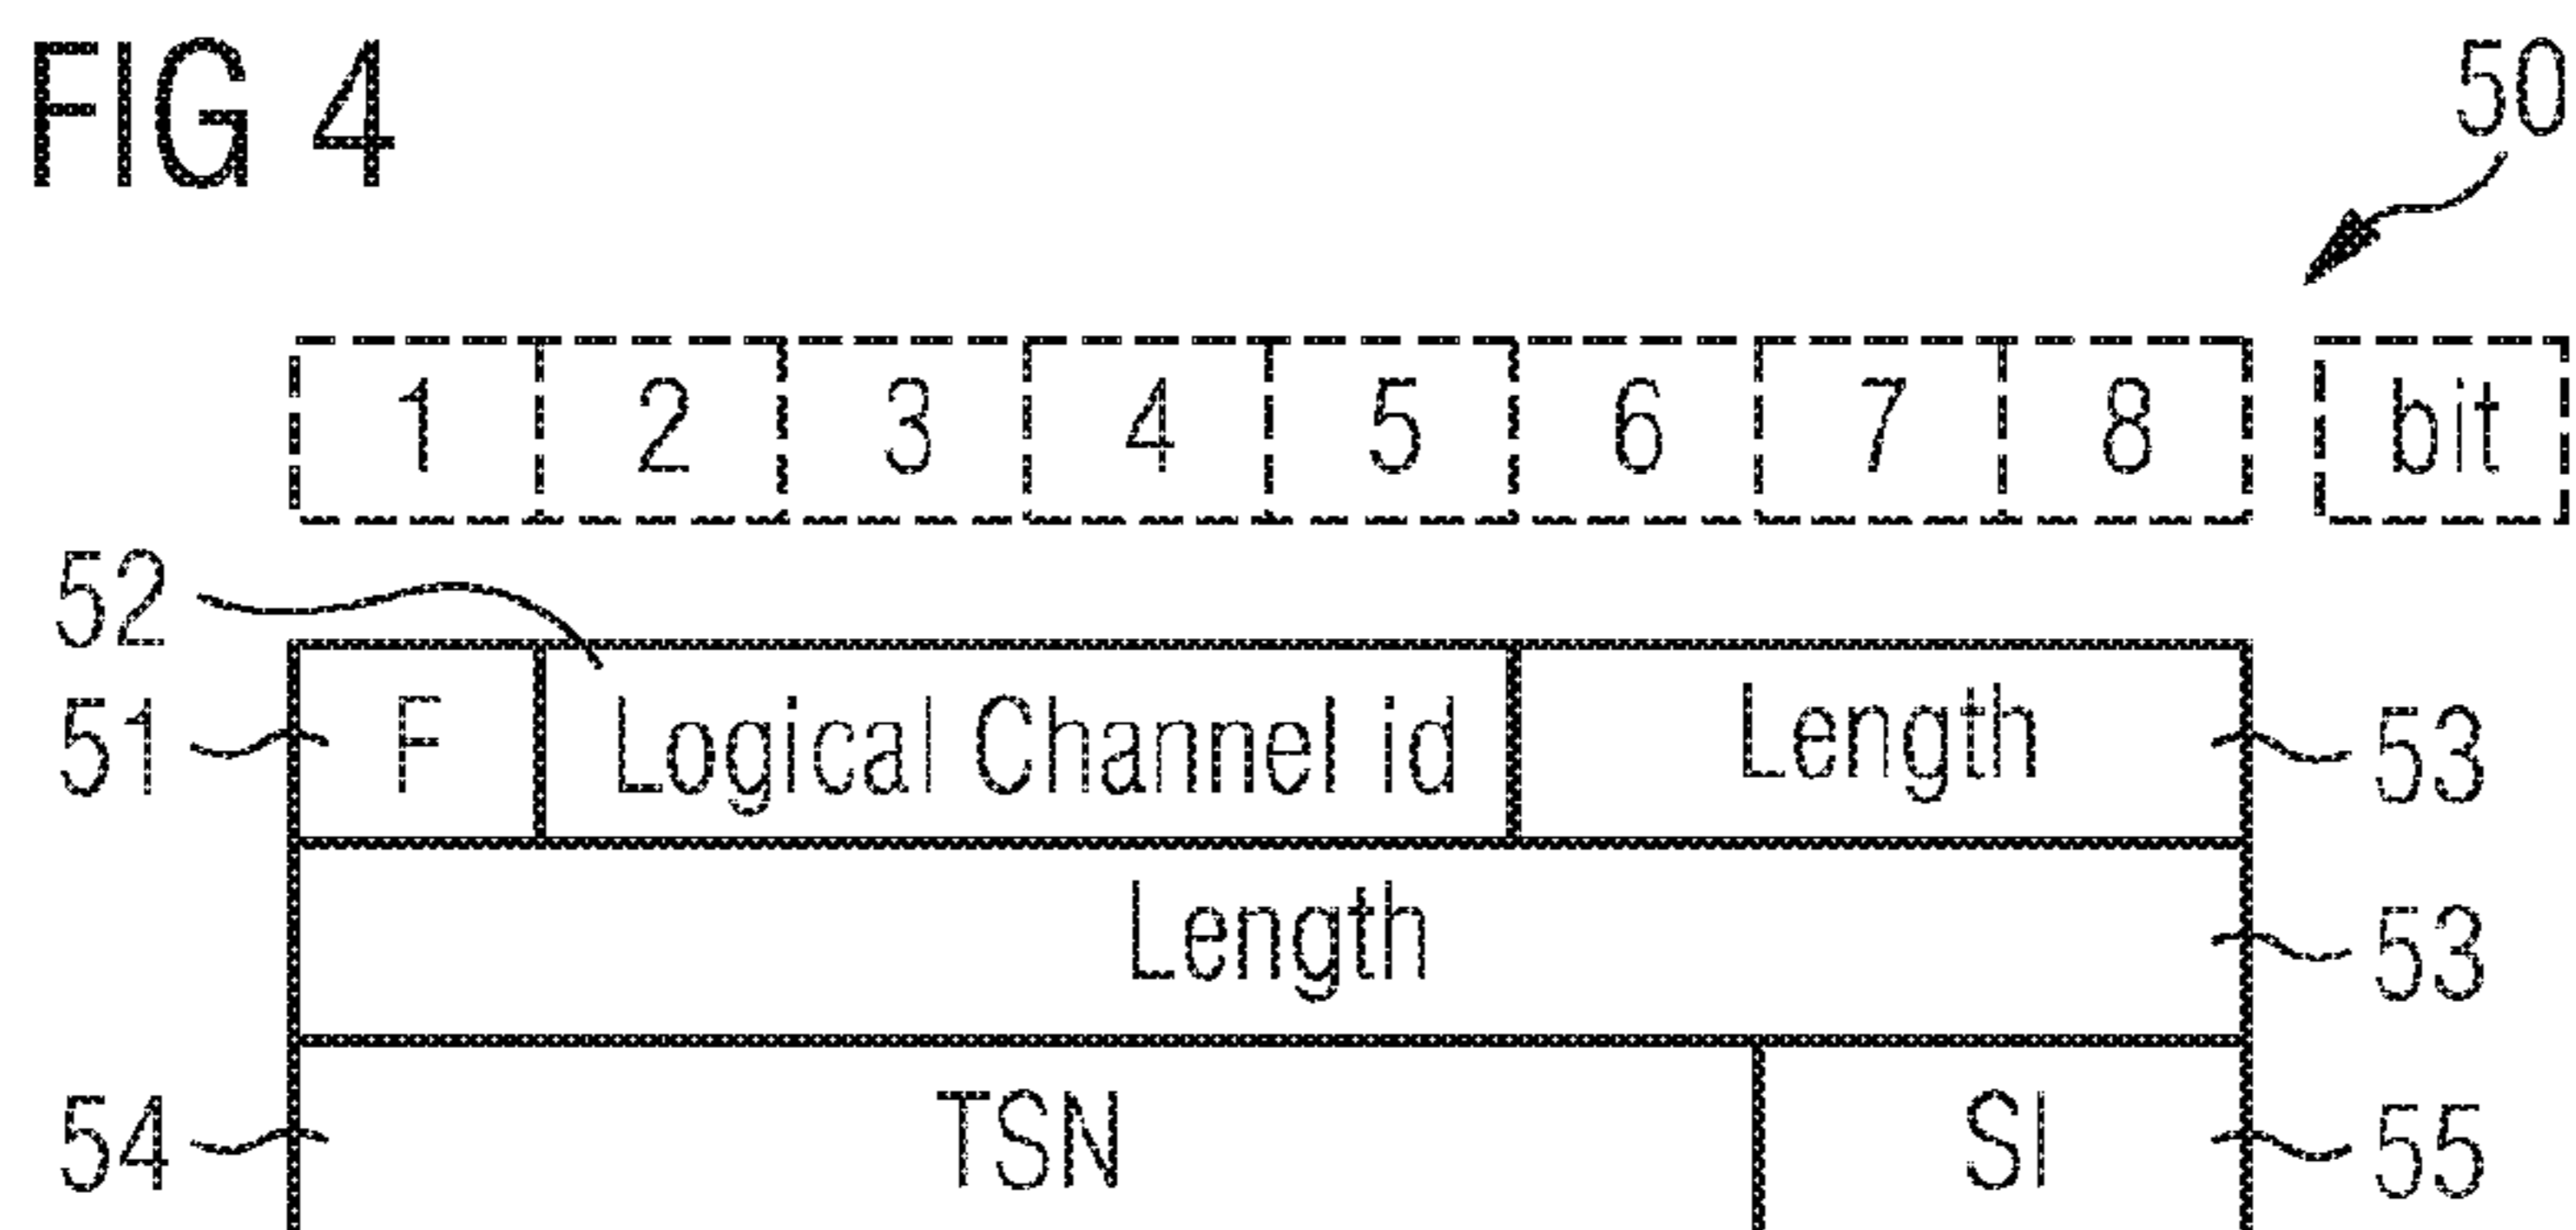 FIG 4
50
1 2 3 4 5 6 7 8 bit
52
51 F Logical Channel id Length 53
Length 53
54 TSN SI 55